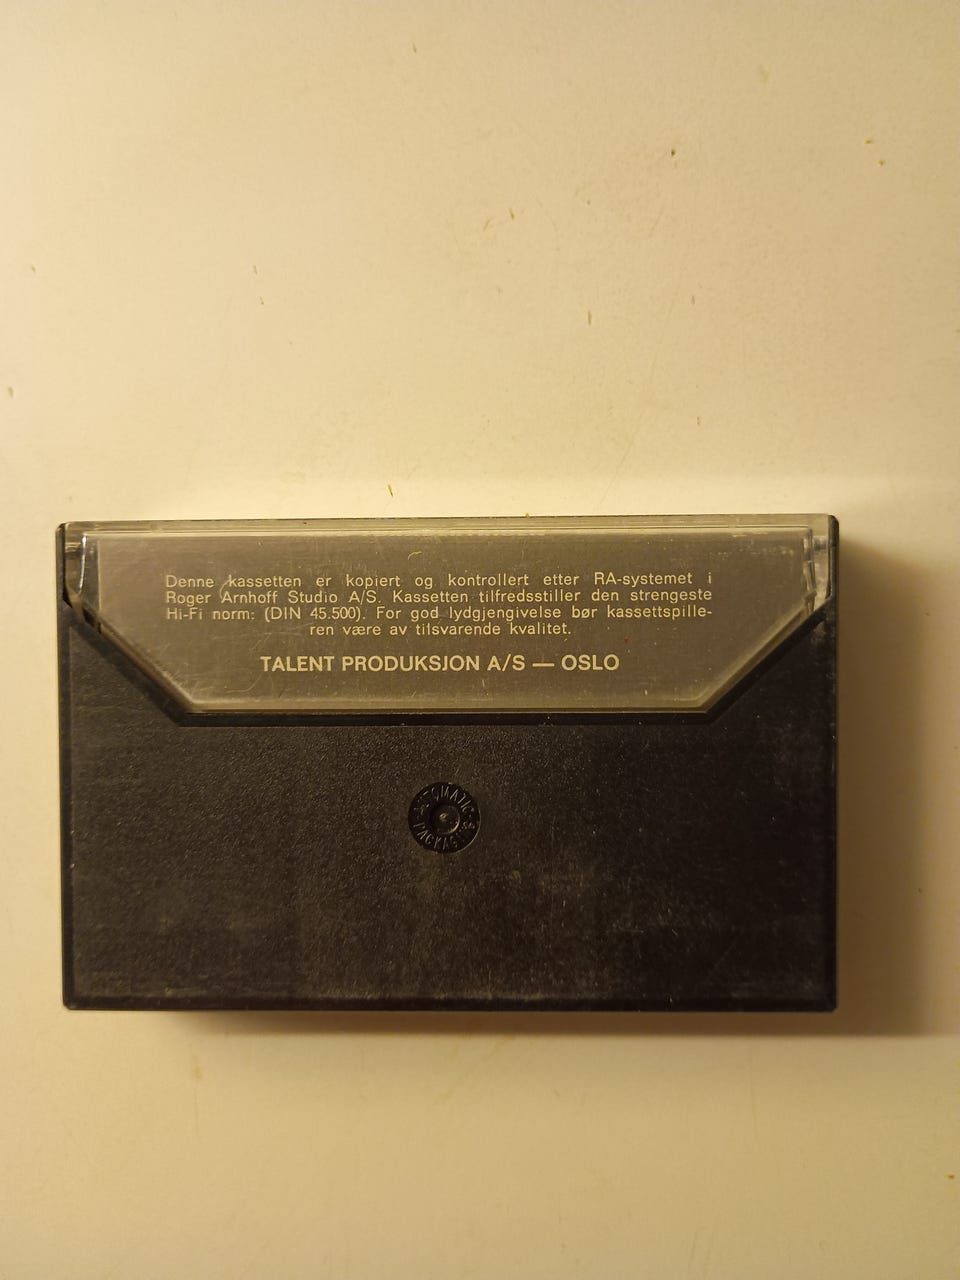 Denne kassetten er kopiert og kontrollert etter RA-systemet i
Roger Arnhoff Studio A/S. Kassetten tilfredsstiller den strengeste
Hi-Fi norm: (DIN 45.500). For god lydgjengivelse bør kassettspille-
ren være av tilsvarende kvalitet.
TALENT PRODUKSJON A/S — OSLO
AUTOMATIC